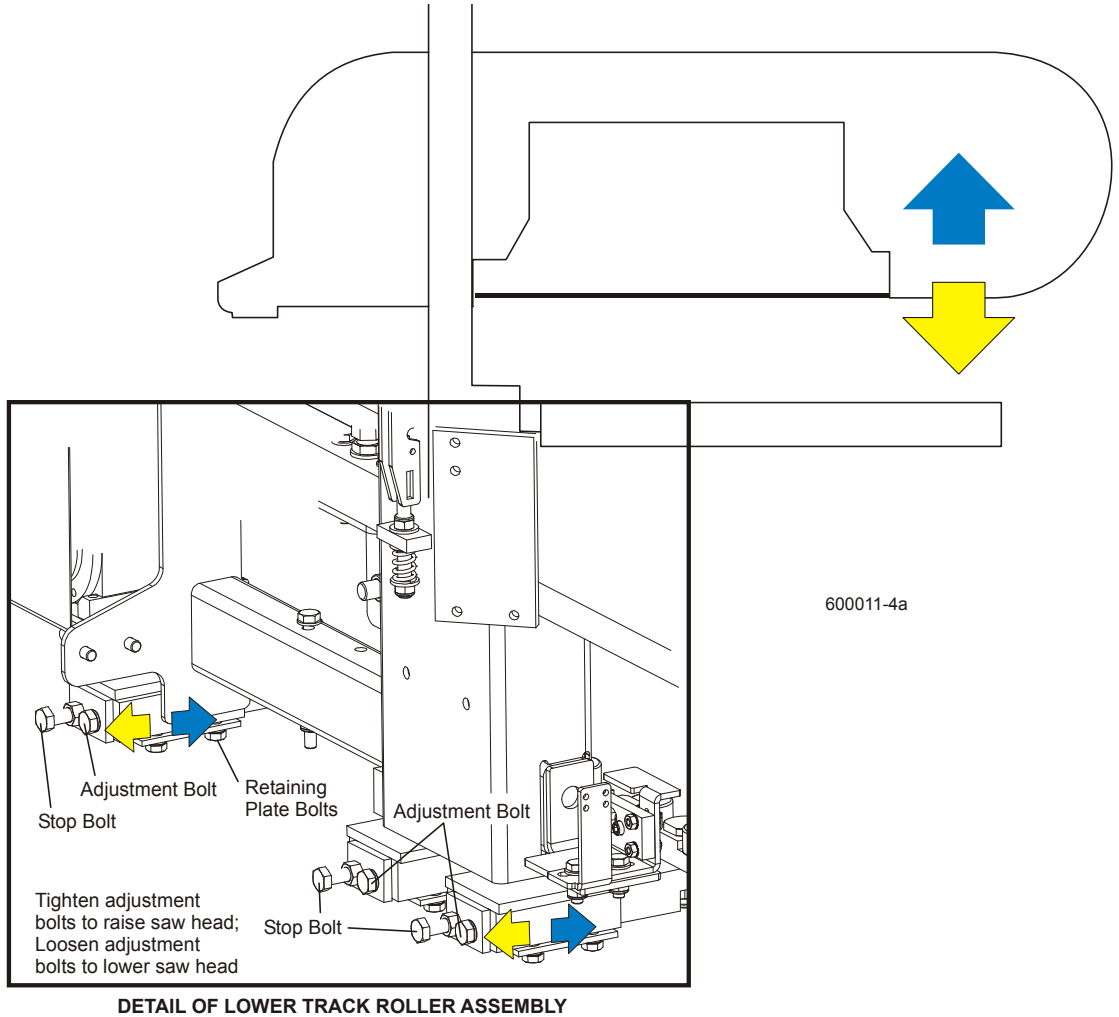 600011-4a
Adjustment Bolt
Stop Bolt
Retaining
Plate Bolts
Adjustment Bolt
Stop Bolt
Tighten adjustment
bolts to raise saw head;
Loosen adjustment
bolts to lower saw head
DETAIL OF LOWER TRACK ROLLER ASSEMBLY